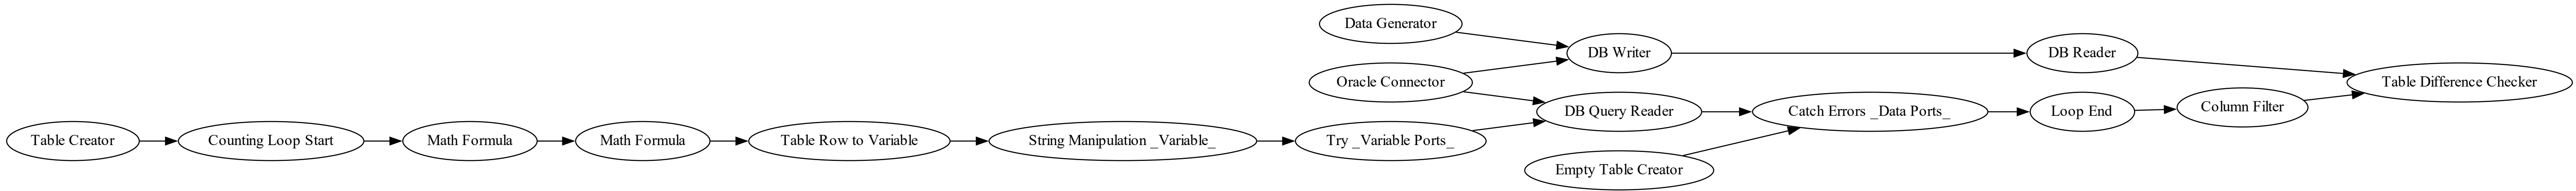 Data Generator
DB Writer
DB Reader
Oracle Connector
Table Difference Checker
DB Query Reader
Catch Errors _Data Ports_
Loop End
Column Filter
Table Creator
Counting Loop Start
Math Formula
Math Formula
Table Row to Variable
String Manipulation _Variable_
Try _Variable Ports_
Empty Table Creator